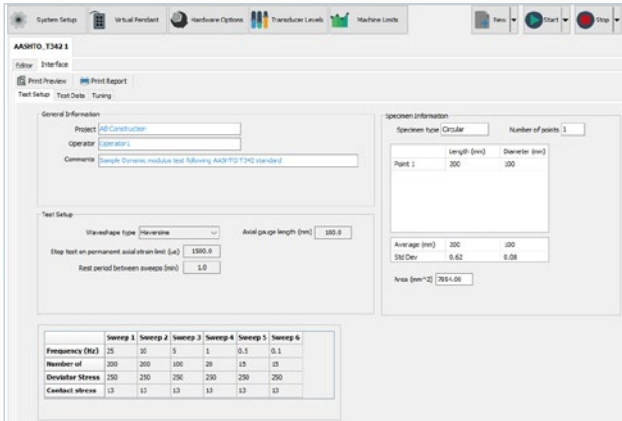 System Setup Virtual Pendant Hardware Options Transducer Levels Machine Limits New Start Stop
AASHTO_T342 1
Editor Interface
Print Preview Print Report
Test Setup Test Data Tuning
General Information
Project AB Construction
Operator Operator1
Comments Sample Dynamic modulus test following AASHTO T342 standard
Specimen Information
Specimen type Circular Number of points 1
Length (mm) Diameter (mm)
Point 1 200 100
Average (mm) 200 100
Std Dev 0.62 0.08
Area (mm^2) 7854.00
Test Setup
Waveshape type Haversine Axial gauge length (mm) 100.0
Stop test on permanent axial strain limit (µe) 1500.0
Rest period between sweeps (min) 1.0
Sweep 1 Sweep 2 Sweep 3 Sweep 4 Sweep 5 Sweep 6
Frequency (Hz) 25 10 5 1 0.5 0.1
Number of 200 200 100 20 15 15
Deviator Stress 250 250 250 250 250 250
Contact stress 13 13 13 13 13 13